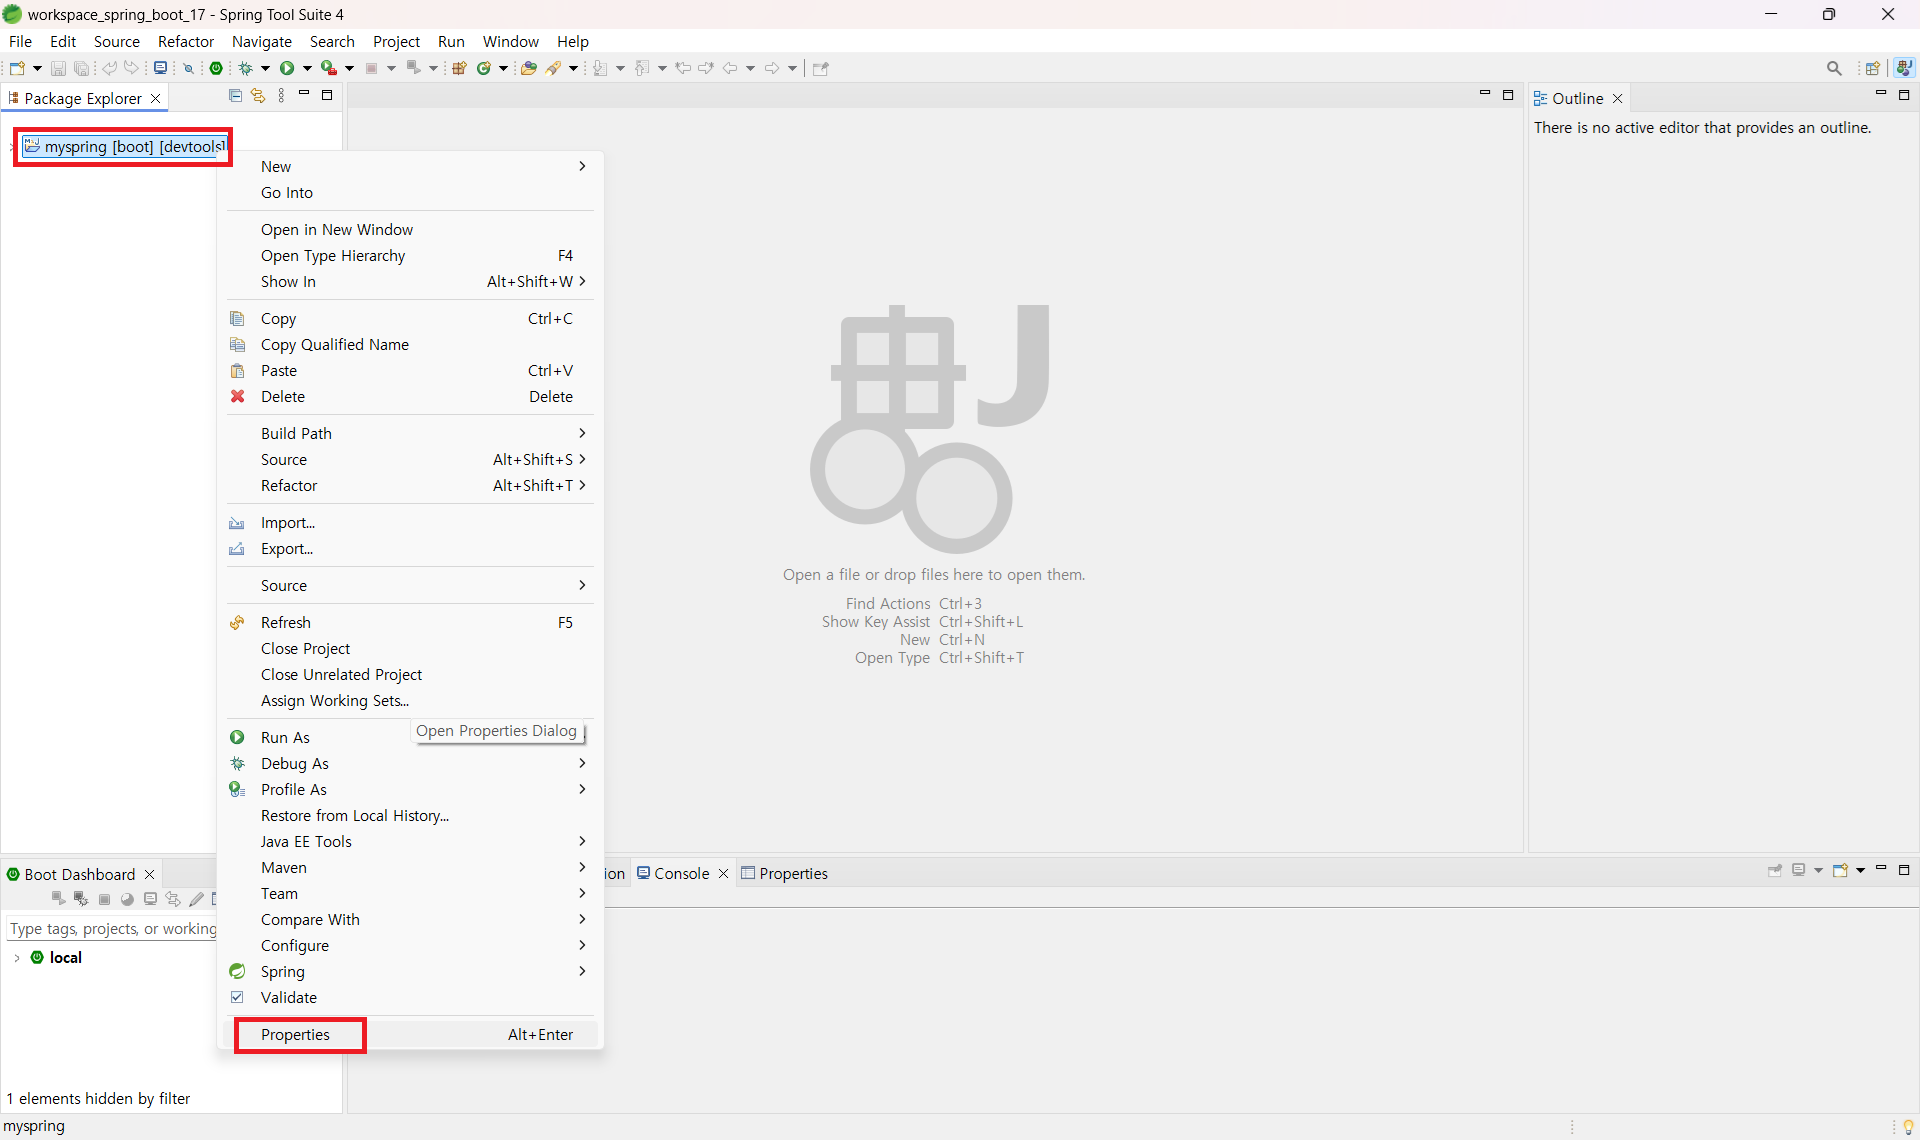 workspace_spring_boot_17 - Spring Tool Suite 4
File Edit Source Refactor Navigate Search Project Run Window Help
Package Explorer
myspring [boot] [devtools]
New
Go Into
Open in New Window
Open Type Hierarchy F4
Show In Alt+Shift+W
Copy Ctrl+C
Copy Qualified Name
Paste Ctrl+V
Delete Delete
Build Path
Source Alt+Shift+S
Refactor Alt+Shift+T
Import...
Export...
Source
Refresh F5
Close Project
Close Unrelated Project
Assign Working Sets...
Open Properties Dialog
Run As
Debug As
Profile As
Restore from Local History...
Java EE Tools
Maven
Team
Compare With
Configure
Spring
Validate
Properties Alt+Enter
J
Open a file or drop files here to open them.
Find Actions Ctrl+3
Show Key Assist Ctrl+Shift+L
New Ctrl+N
Open Type Ctrl+Shift+T
Outline
There is no active editor that provides an outline.
Boot Dashboard
Type tags, projects, or working
local
1 elements hidden by filter
ion Console Properties
myspring